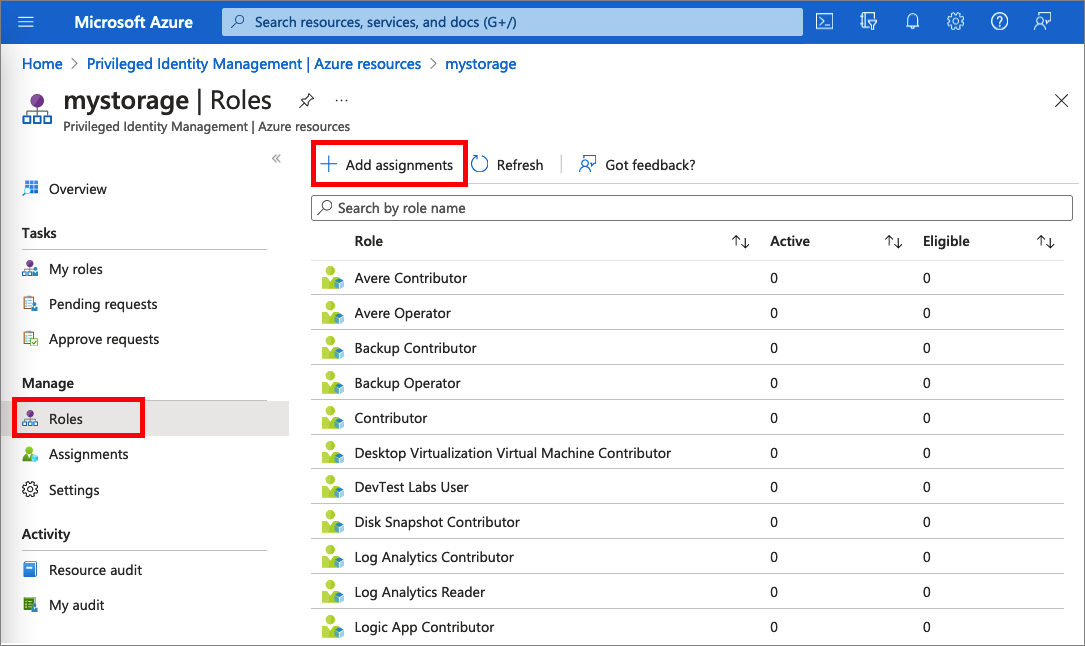 Microsoft Azure
Search resources, services, and docs (G+/)
Home > Privileged Identity Management | Azure resources > mystorage
mystorage | Roles ...
Privileged Identity Management | Azure resources
«
Add assignments
Refresh
Got feedback?
Overview
Tasks
My roles
Pending requests
Approve requests
Manage
Roles
Assignments
Settings
Activity
Resource audit
My audit
Search by role name
Role Active Eligible
Avere Contributor 0 0
Avere Operator 0 0
Backup Contributor 0 0
Backup Operator 0 0
Contributor 0 0
Desktop Virtualization Virtual Machine Contributor 0 0
DevTest Labs User 0 0
Disk Snapshot Contributor 0 0
Log Analytics Contributor 0 0
Log Analytics Reader 0 0
Logic App Contributor 0 0